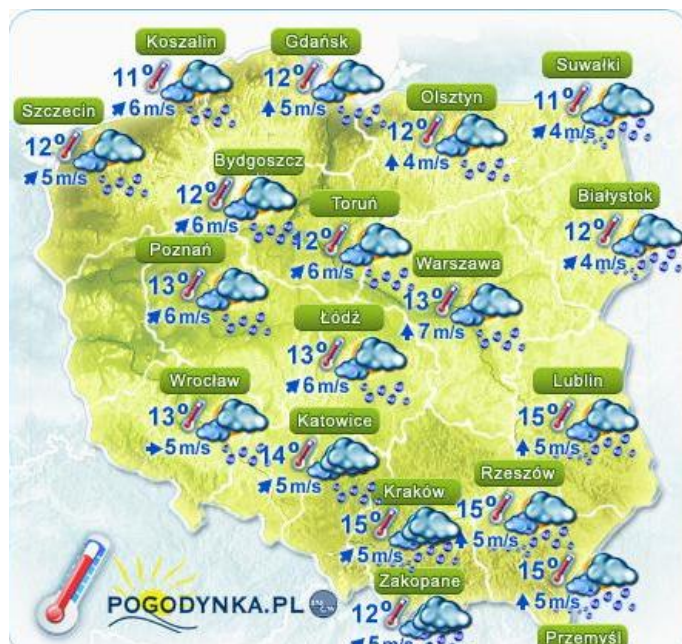 Koszalin
11°
6 m/s
Gdańsk
12°
5 m/s
Suwałki
11°
4 m/s
Olsztyn
12°
4 m/s
Szczecin
12°
5 m/s
Bydgoszcz
12°
6 m/s
Toruń
12°
6 m/s
Białystok
12°
4 m/s
Poznań
13°
6 m/s
Warszawa
13°
7 m/s
Łódź
13°
6 m/s
Wrocław
13°
5 m/s
Katowice
14°
5 m/s
Lublin
15°
5 m/s
Rzeszów
15°
5 m/s
Kraków
15°
5 m/s
Zakopane
12°
5 m/s
15°
5 m/s
Przemyśl
POGODYNKA.PL